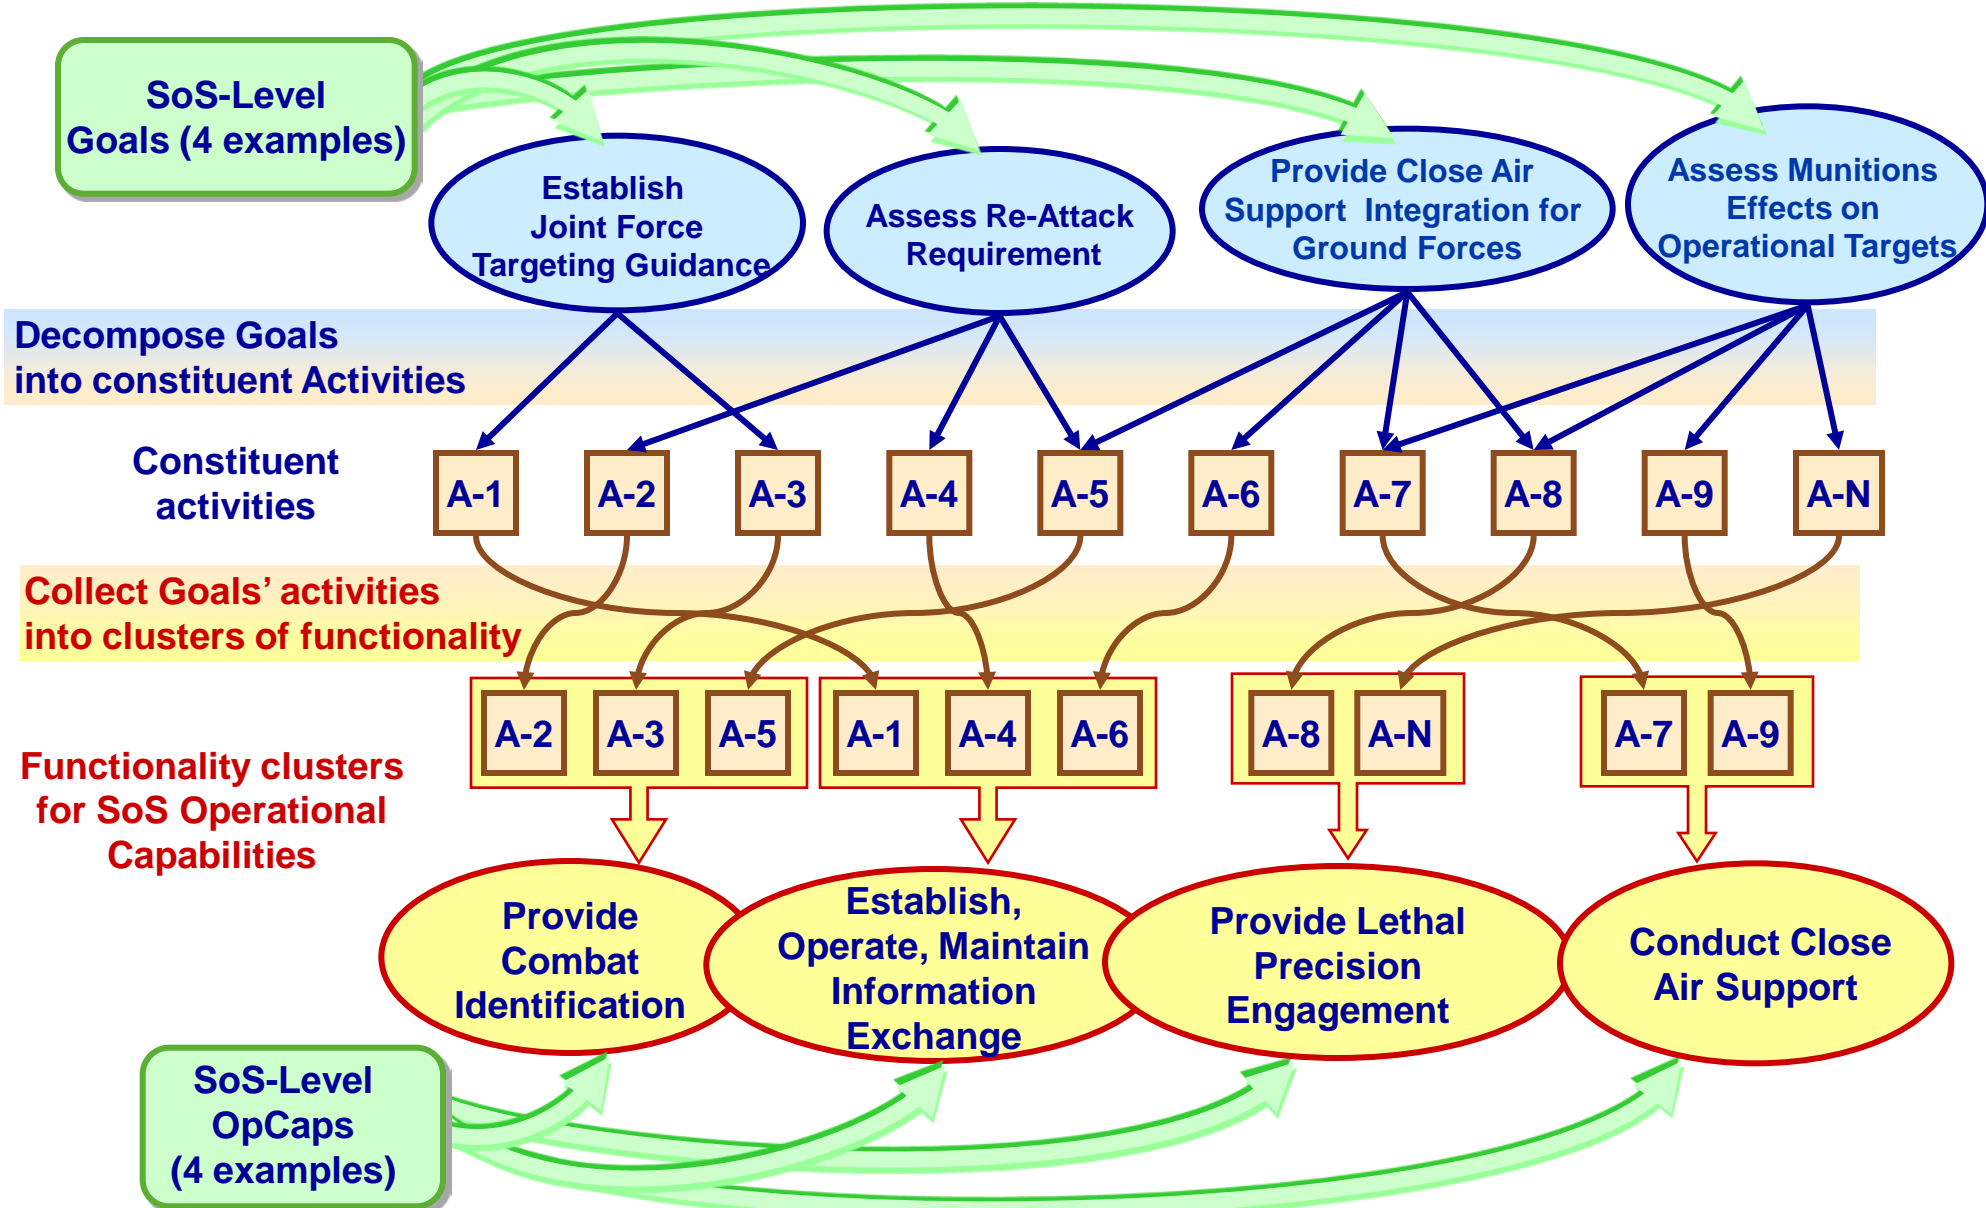 SoS-Level
Goals (4 examples)
Establish
Joint Force
Targeting Guidance
Assess Re-Attack
Requirement
Provide Close Air
Support  Integration for
Ground Forces
Assess Munitions
Effects on
Operational Targets
Decompose Goals
into constituent Activities
Constituent
activities
A-1
A-2
A-3
A-4
A-5
A-6
A-7
A-8
A-9
A-N
Collect Goals’ activities
into clusters of functionality
A-2
A-3
A-5
A-1
A-4
A-6
A-8
A-N
A-7
A-9
Functionality clusters
for SoS Operational
Capabilities
Provide
Combat
Identification
Establish,
Operate, Maintain
Information
Exchange
Provide Lethal
Precision
Engagement
Conduct Close
Air Support
SoS-Level
OpCaps
(4 examples)